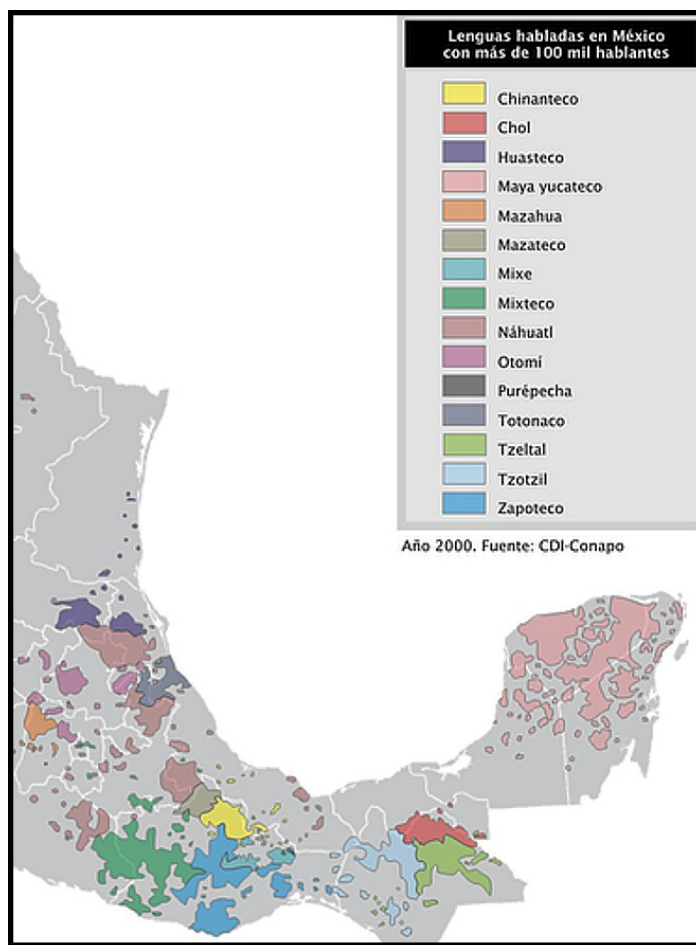 Lenguas habladas en México
con más de 100 mil hablantes
Chinanteco
Chol
Huasteco
Maya yucateco
Mazahua
Mazateco
Mixe
Mixteco
Náhuatl
Otomí
Purépecha
Totonaco
Tzeltal
Tzotzil
Zapoteco
Año 2000. Fuente: CDI-Conapo